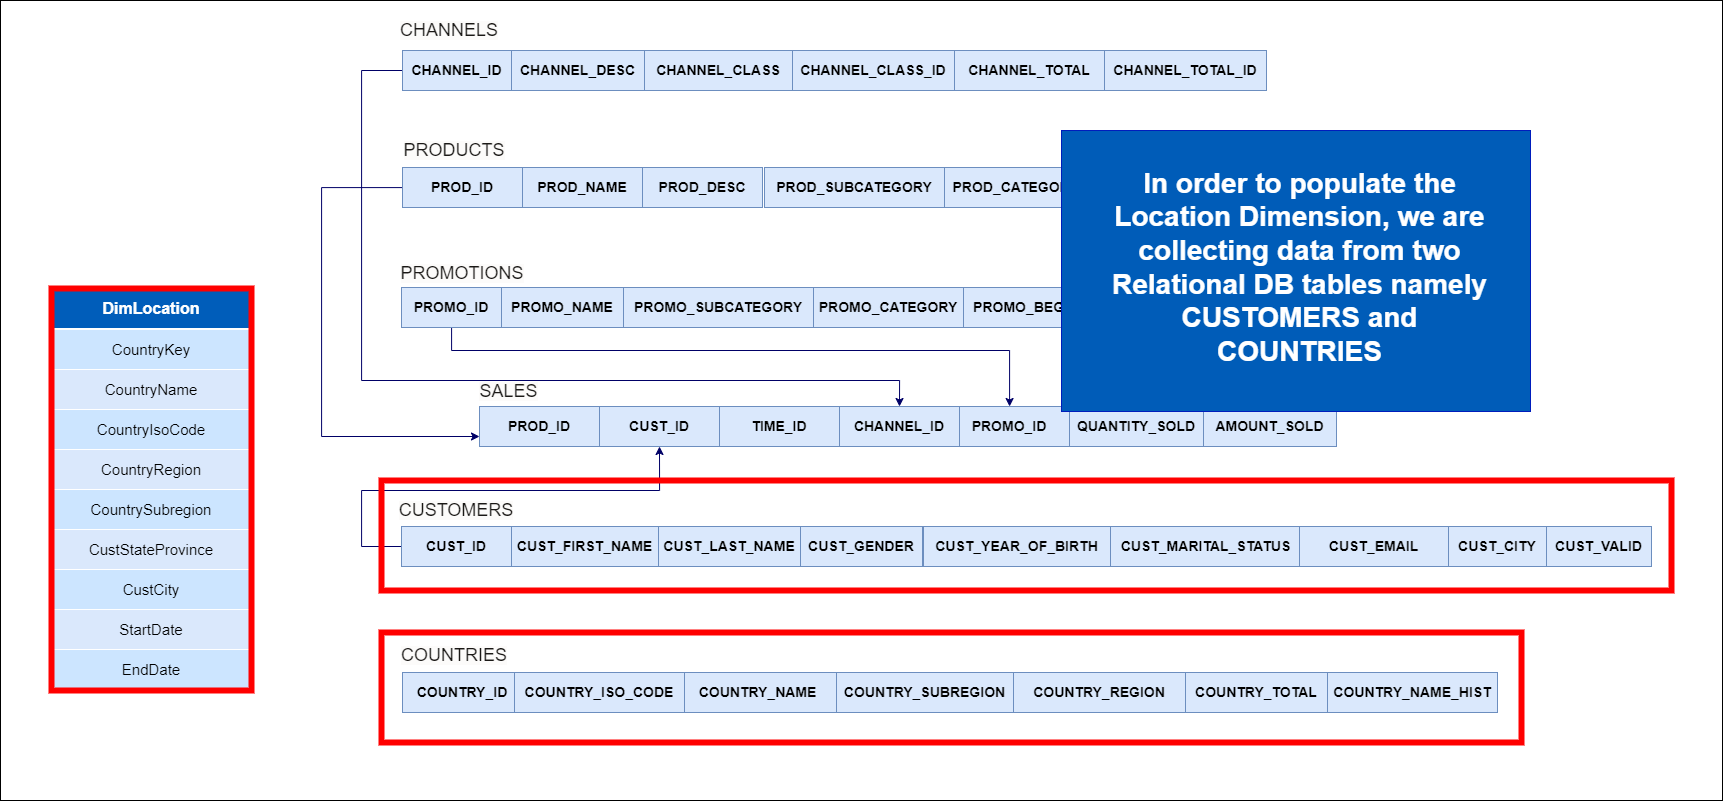 CHANNELS
CHANNEL_ID CHANNEL_DESC CHANNEL_CLASS CHANNEL_CLASS_ID CHANNEL_TOTAL CHANNEL_TOTAL_ID
PRODUCTS
PROD_ID PROD_NAME PROD_DESC PROD_SUBCATEGORY PROD_CATEGO
PROMOTIONS
PROMO_ID PROMO_NAME PROMO_SUBCATEGORY PROMO_CATEGORY PROMO_BEG
In order to populate the
Location Dimension, we are
collecting data from two
Relational DB tables namely
CUSTOMERS and
COUNTRIES
SALES
PROD_ID CUST_ID TIME_ID CHANNEL_ID PROMO_ID QUANTITY_SOLD AMOUNT_SOLD
CUSTOMERS
CUST_ID CUST_FIRST_NAME CUST_LAST_NAME CUST_GENDER CUST_YEAR_OF_BIRTH CUST_MARITAL_STATUS CUST_EMAIL CUST_CITY CUST_VALID
COUNTRIES
COUNTRY_ID COUNTRY_ISO_CODE COUNTRY_NAME COUNTRY_SUBREGION COUNTRY_REGION COUNTRY_TOTAL COUNTRY_NAME_HIST
DimLocation
CountryKey
CountryName
CountryIsoCode
CountryRegion
CountrySubregion
CustStateProvince
CustCity
StartDate
EndDate